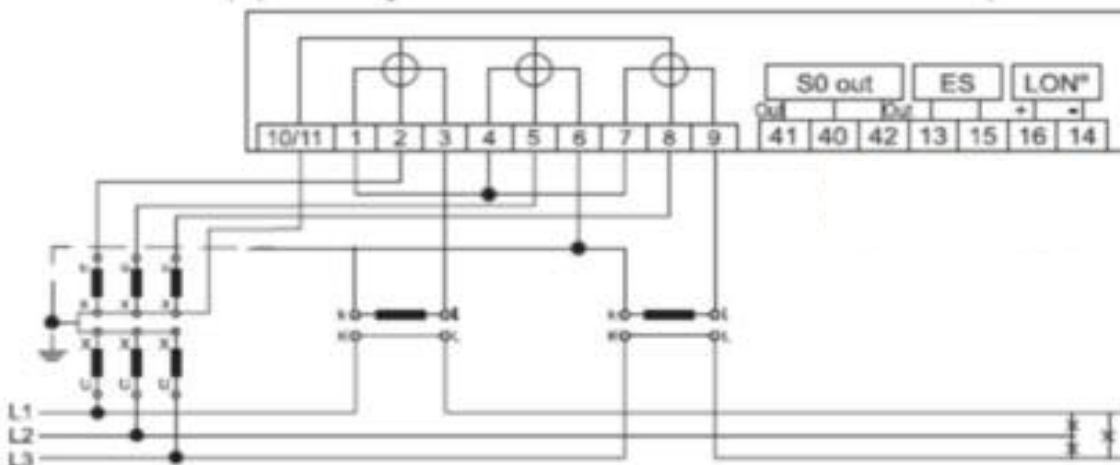 S0 out ES LON"
Out Out + -
10/11 1 2 3 4 5 6 7 8 9 41 40 42 13 15 16 14
u u u
x x x
k l k l
X X X
K L K L
U U U
L1
L2
L3